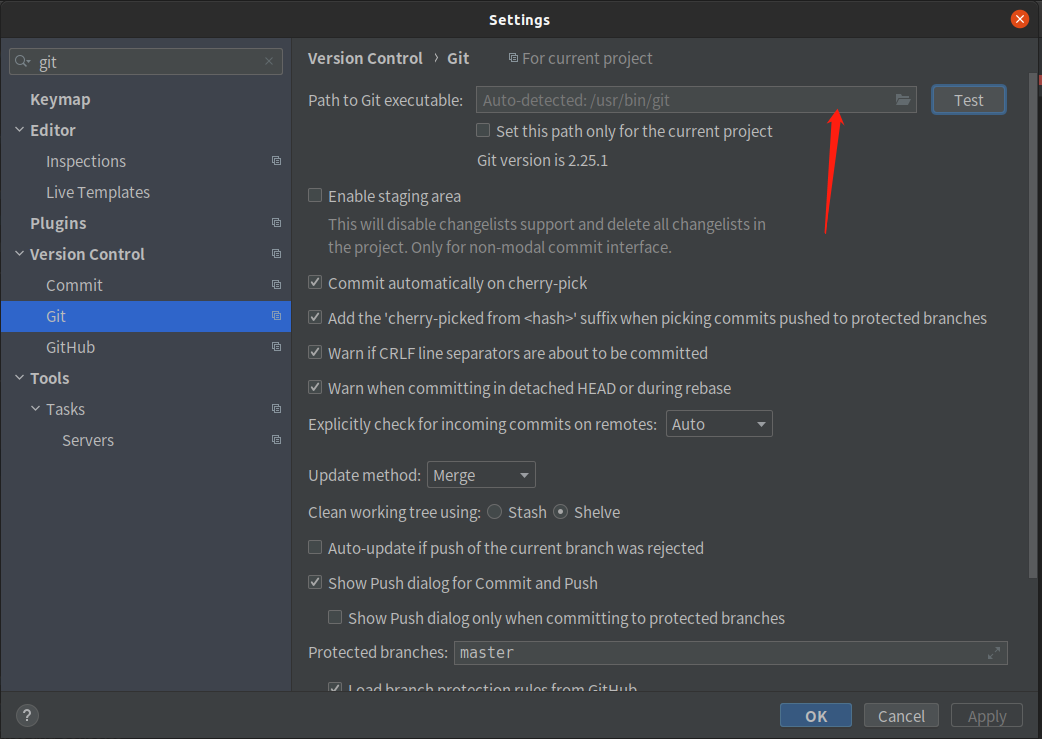 Settings
git
Keymap
Editor
Inspections
Live Templates
Plugins
Version Control
Commit
Git
GitHub
Tools
Tasks
Servers
Version Control › Git For current project
Path to Git executable: Auto-detected: /usr/bin/git Test
Set this path only for the current project
Git version is 2.25.1
Enable staging area
This will disable changelists support and delete all changelists in
the project. Only for non-modal commit interface.
Commit automatically on cherry-pick
Add the 'cherry-picked from <hash>' suffix when picking commits pushed to protected branches
Warn if CRLF line separators are about to be committed
Warn when committing in detached HEAD or during rebase
Explicitly check for incoming commits on remotes: Auto
Update method: Merge
Clean working tree using: Stash Shelve
Auto-update if push of the current branch was rejected
Show Push dialog for Commit and Push
Show Push dialog only when committing to protected branches
Protected branches: master
Load branch protection rules from GitHub
? OK Cancel Apply